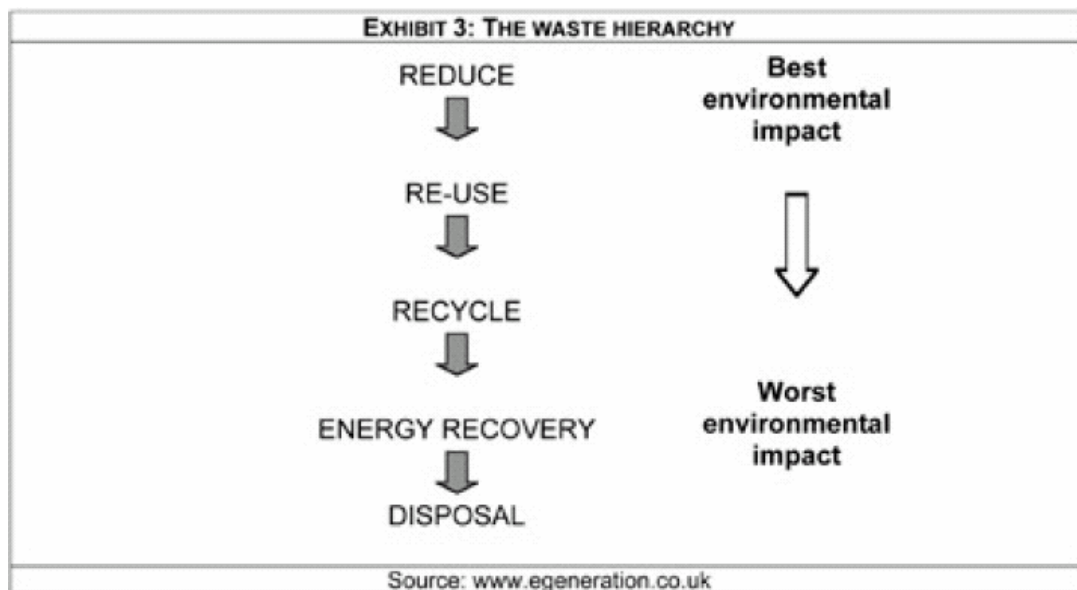 EXHIBIT 3: THE WASTE HIERARCHY
REDUCE
RE-USE
RECYCLE
ENERGY RECOVERY
DISPOSAL
Best
environmental
impact
Worst
environmental
impact
Source: www.egeneration.co.uk